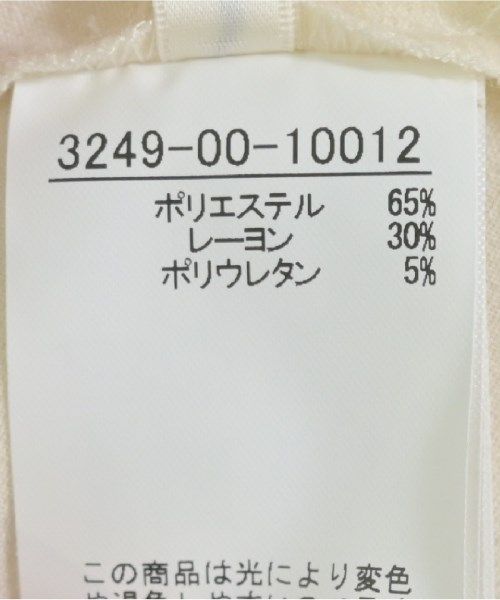 3249-00-10012
ポリエステル 65%
レーヨン 30%
ポリウレタン 5%
この商品は光により変色